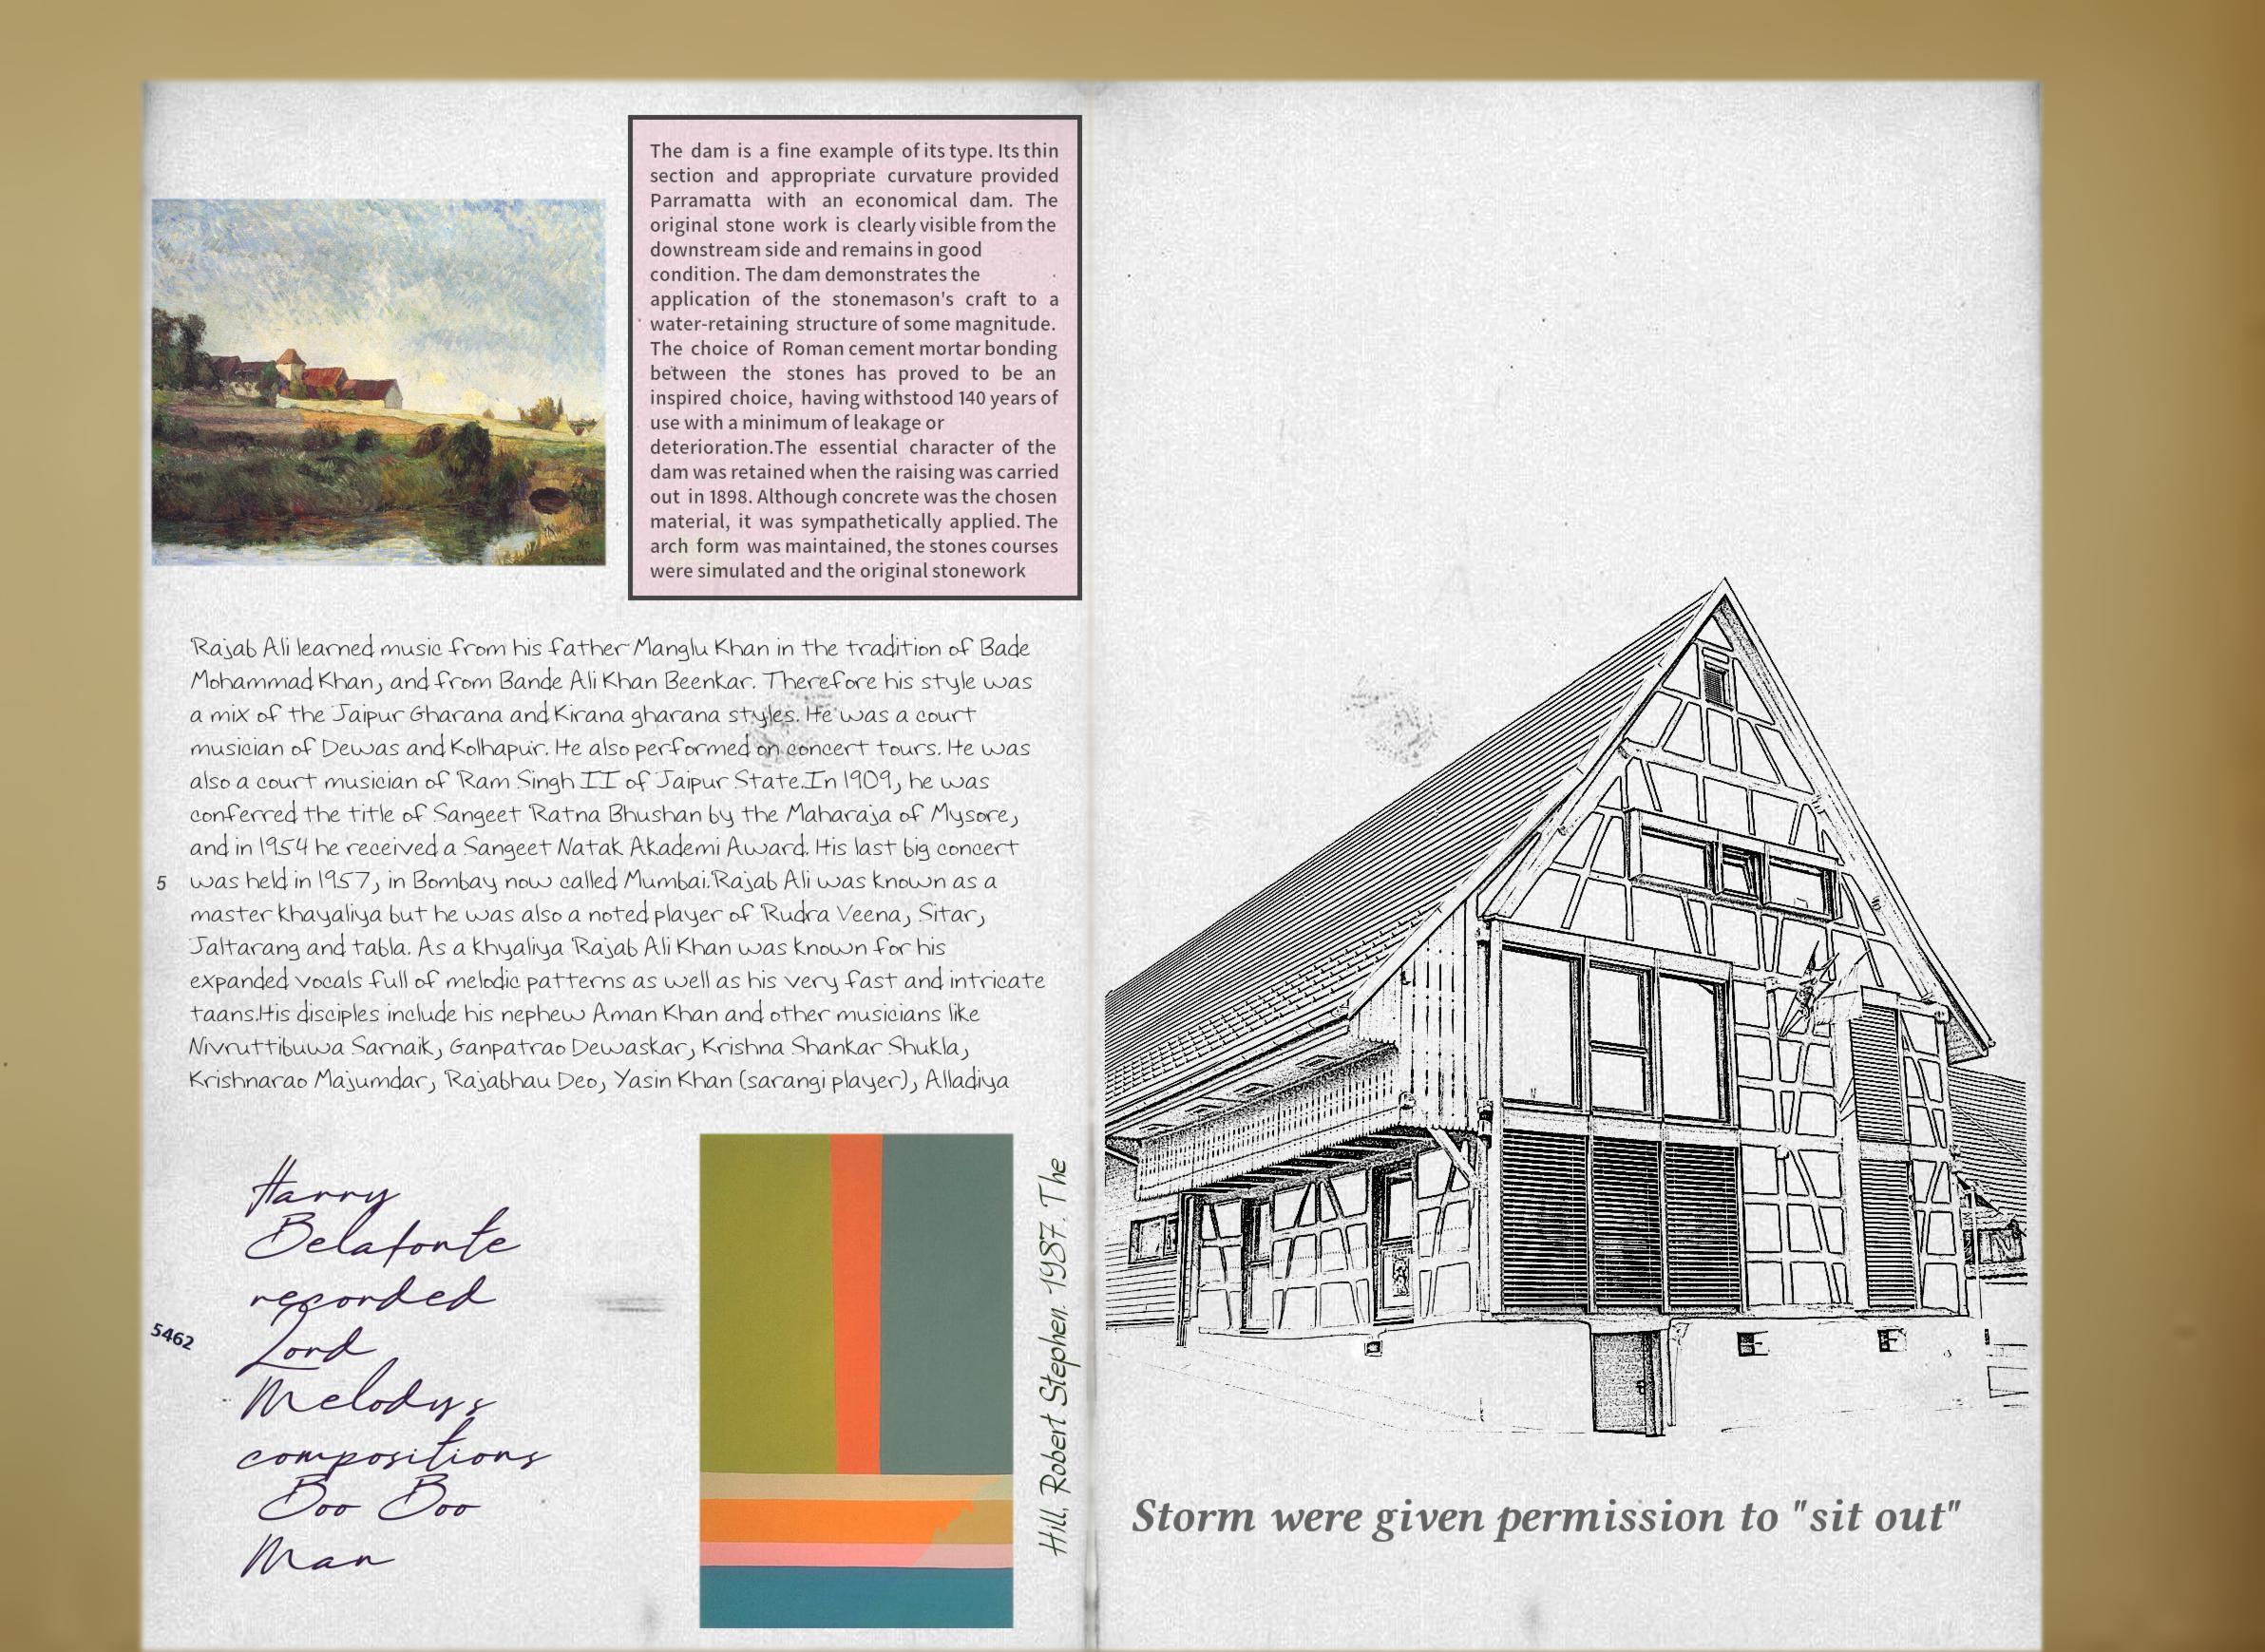 The dam is a fine example of its type. Its thin
section and appropriate curvature provided
Parramatta with an economical dam. The
original stone work is clearly visible from the
downstream side and remains in good
condition. The dam demonstrates the
application of the stonemason's craft to a
water-retaining structure of some magnitude.
The choice of Roman cement mortar bonding
between the stones has proved to be an
inspired choice, having withstood 140 years of
use with a minimum of leakage or
deterioration.The essential character of the
dam was retained when the raising was carried
out in 1898. Although concrete was the chosen
material, it was sympathetically applied. The
arch form was maintained, the stones courses
were simulated and the original stonework
Rajab Ali learned music from his father Manglu Khan in the tradition of Bade
Mohammad Khan, and from Bande Ali Khan Beenkar. Therefore his style was
a mix of the Jaipur Gharana and Kirana gharana styles. He was a court
musician of Dewas and Kolhapur. He also performed on concert tours. He was
also a court musician of Ram Singh II of Jaipur State.In 1909, he was
conferred the title of Sangeet Ratna Bhushan by the Maharaja of Mysore,
and in 1954 he received a Sangeet Natak Akademi Award. His last big concert
was held in 1957, in Bombay now called Mumbai.Rajab Ali was known as a
master khayaliya but he was also a noted player of Rudra Veena, Sitar,
Jaltarang and tabla. As a khyaliya Rajab Ali Khan was known for his
expanded vocals full of melodic patterns as well as his very fast and intricate
taans.His disciples include his nephew Aman Khan and other musicians like
Nivruttibuwa Sarnaik, Ganpatrao Dewaskar, Krishna Shankar Shukla,
Krishnarao Majumdar, Rajabhau Deo, Yasin Khan (sarangi player), Alladiya
5
Harry
Belafonte
recorded
Lord
Melodys
compositions
Boo Boo
Man
5462
Hill, Robert Stephen. 1987. The
Storm were given permission to "sit out"